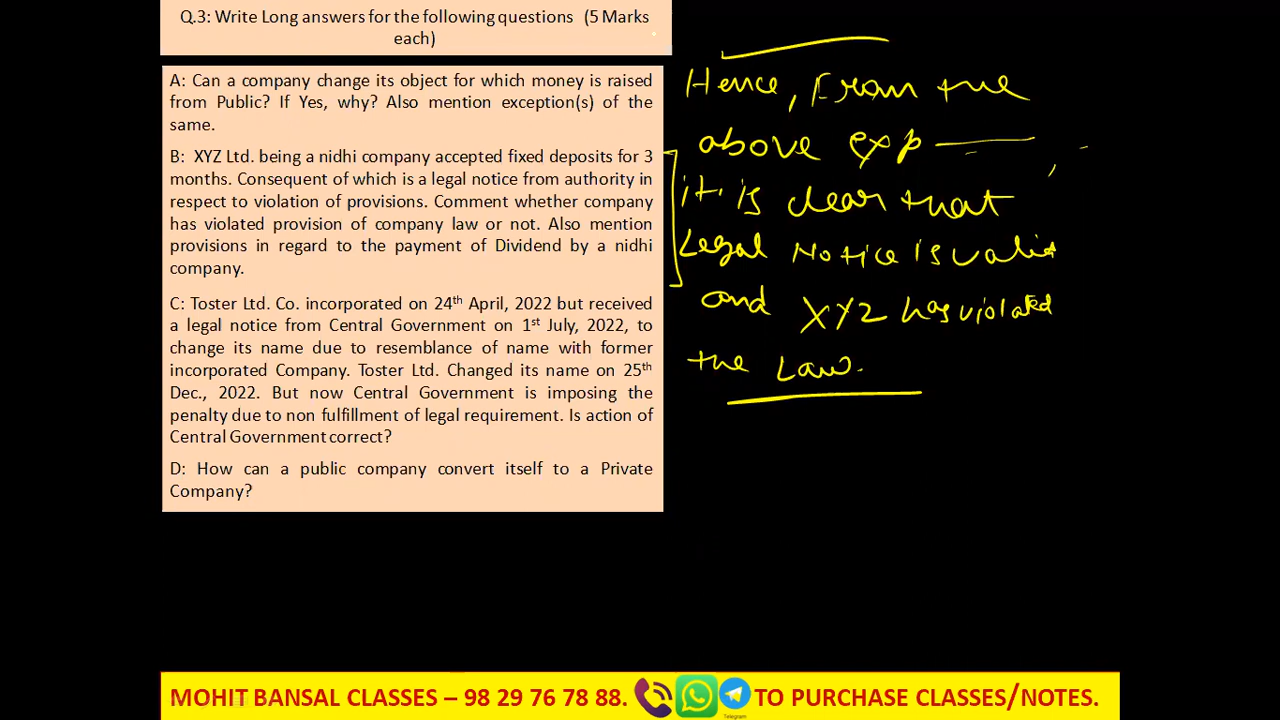 Q.3: Write Long answers for the following questions (5 Marks
each)
A: Can a company change its object for which money is raised
from Public? If Yes, why? Also mention exception(s) of the
same.
B: XYZ Ltd. being a nidhi company accepted fixed deposits for 3
months. Consequent of which is a legal notice from authority in
respect to violation of provisions. Comment whether company
has violated provision of company law or not. Also mention
provisions in regard to the payment of Dividend by a nidhi
company.
C: Toster Ltd. Co. incorporated on 24th April, 2022 but received
a legal notice from Central Government on 1st July, 2022, to
change its name due to resemblance of name with former
incorporated Company. Toster Ltd. Changed its name on 25th
Dec., 2022. But now Central Government is imposing the
penalty due to non fulfillment of legal requirement. Is action of
Central Government correct?
D: How can a public company convert itself to a Private
Company?
Hence, From the
above exp
it is clear that
Legal Notice is valid
and XYZ has violated
the Law.
MOHIT BANSAL CLASSES – 98 29 76 78 88. TO PURCHASE CLASSES/NOTES.
Telegram